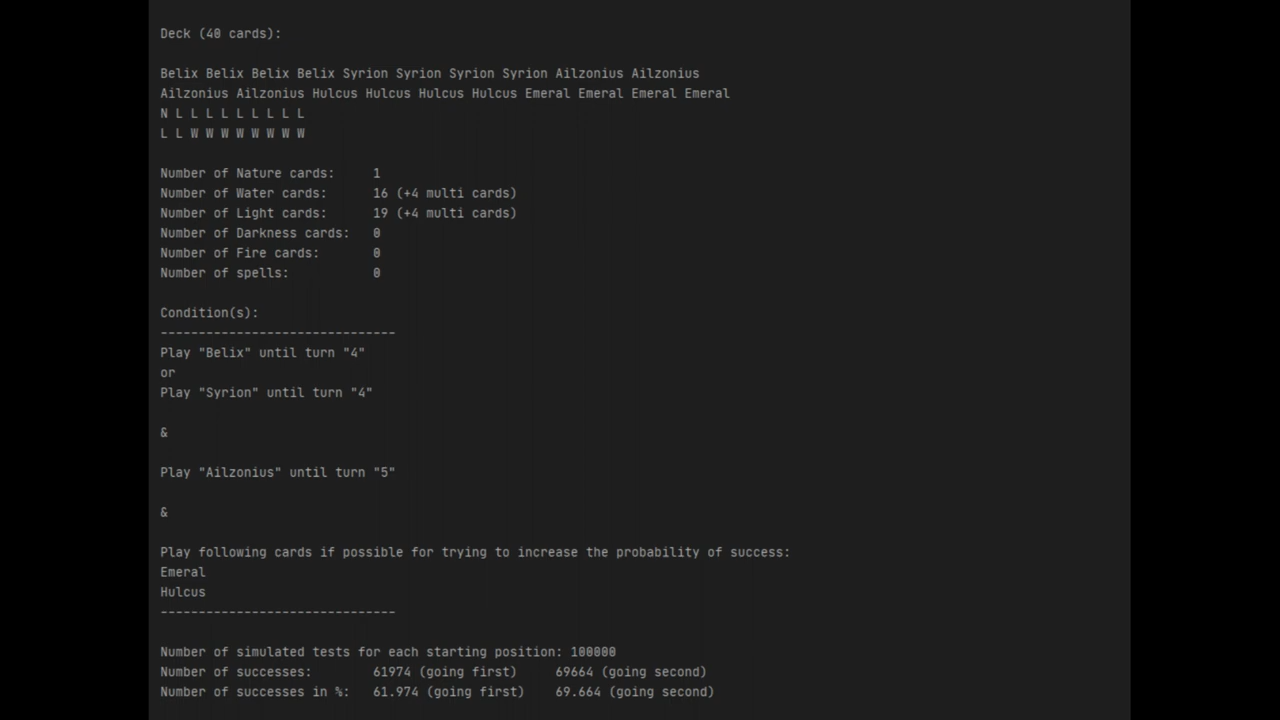 Deck (40 cards):
Belix Belix Belix Belix Syrion Syrion Syrion Syrion Ailzonius Ailzonius
Ailzonius Ailzonius Hulcus Hulcus Hulcus Hulcus Emeral Emeral Emeral Emeral
N L L L L L L L L L
L L W W W W W W W W
Number of Nature cards: 1
Number of Water cards: 16 (+4 multi cards)
Number of Light cards: 19 (+4 multi cards)
Number of Darkness cards: 0
Number of Fire cards: 0
Number of spells: 0
Condition(s):
-------------------------------
Play "Belix" until turn "4"
or
Play "Syrion" until turn "4"
&
Play "Ailzonius" until turn "5"
&
Play following cards if possible for trying to increase the probability of success:
Emeral
Hulcus
-------------------------------
Number of simulated tests for each starting position: 100000
Number of successes: 61974 (going first) 69664 (going second)
Number of successes in %: 61.974 (going first) 69.664 (going second)